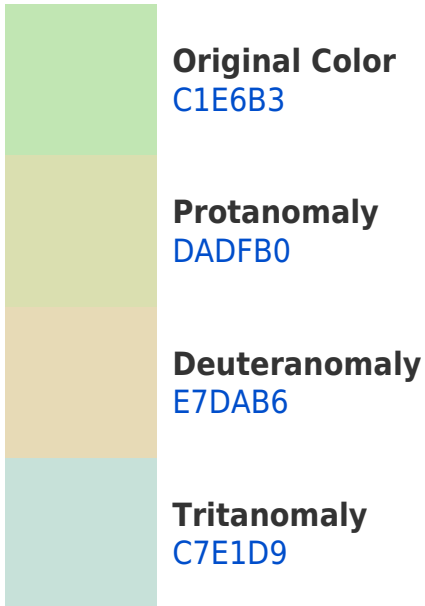 Original Color
C1E6B3
Protanomaly
DADFB0
Deuteranomaly
E7DAB6
Tritanomaly
C7E1D9